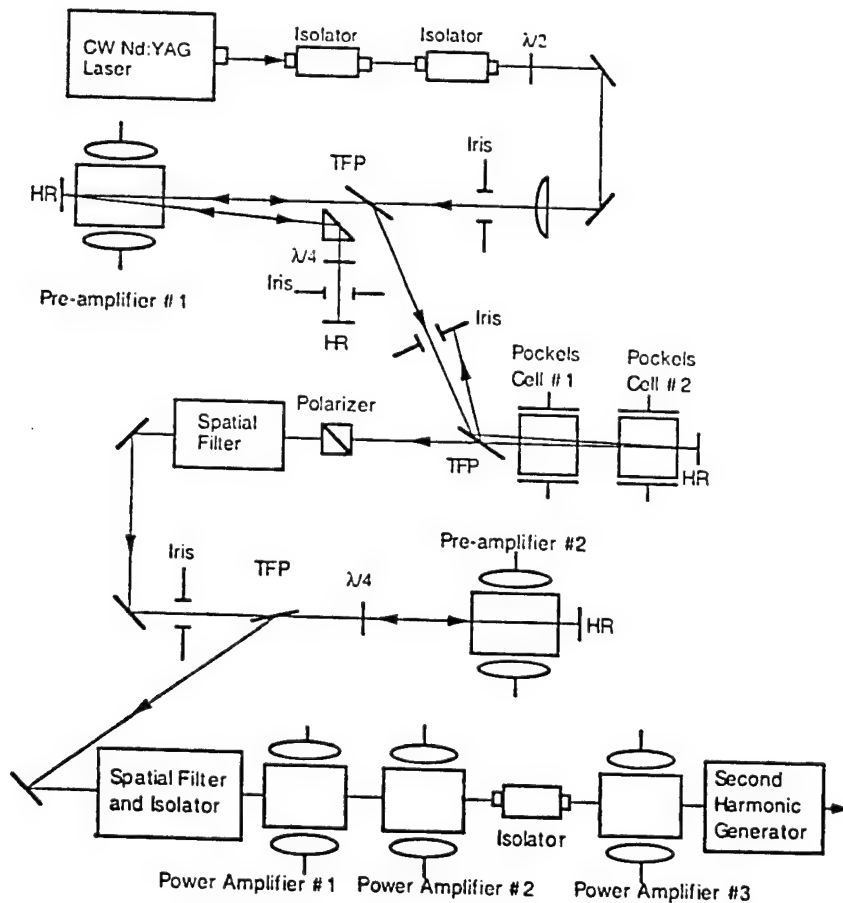 CW Nd:YAG
Laser
Isolator
Isolator
λ/2
Iris
TFP
HR
λ/4
Iris
HR
Pre-amplifier #1
Iris
Pockels
Cell #1
Pockels
Cell #2
Polarizer
Spatial
Filter
TFP
HR
Pre-amplifier #2
Iris
TFP
λ/4
HR
Spatial Filter
and Isolator
Isolator
Second
Harmonic
Generator
Power Amplifier #1
Power Amplifier #2
Power Amplifier #3